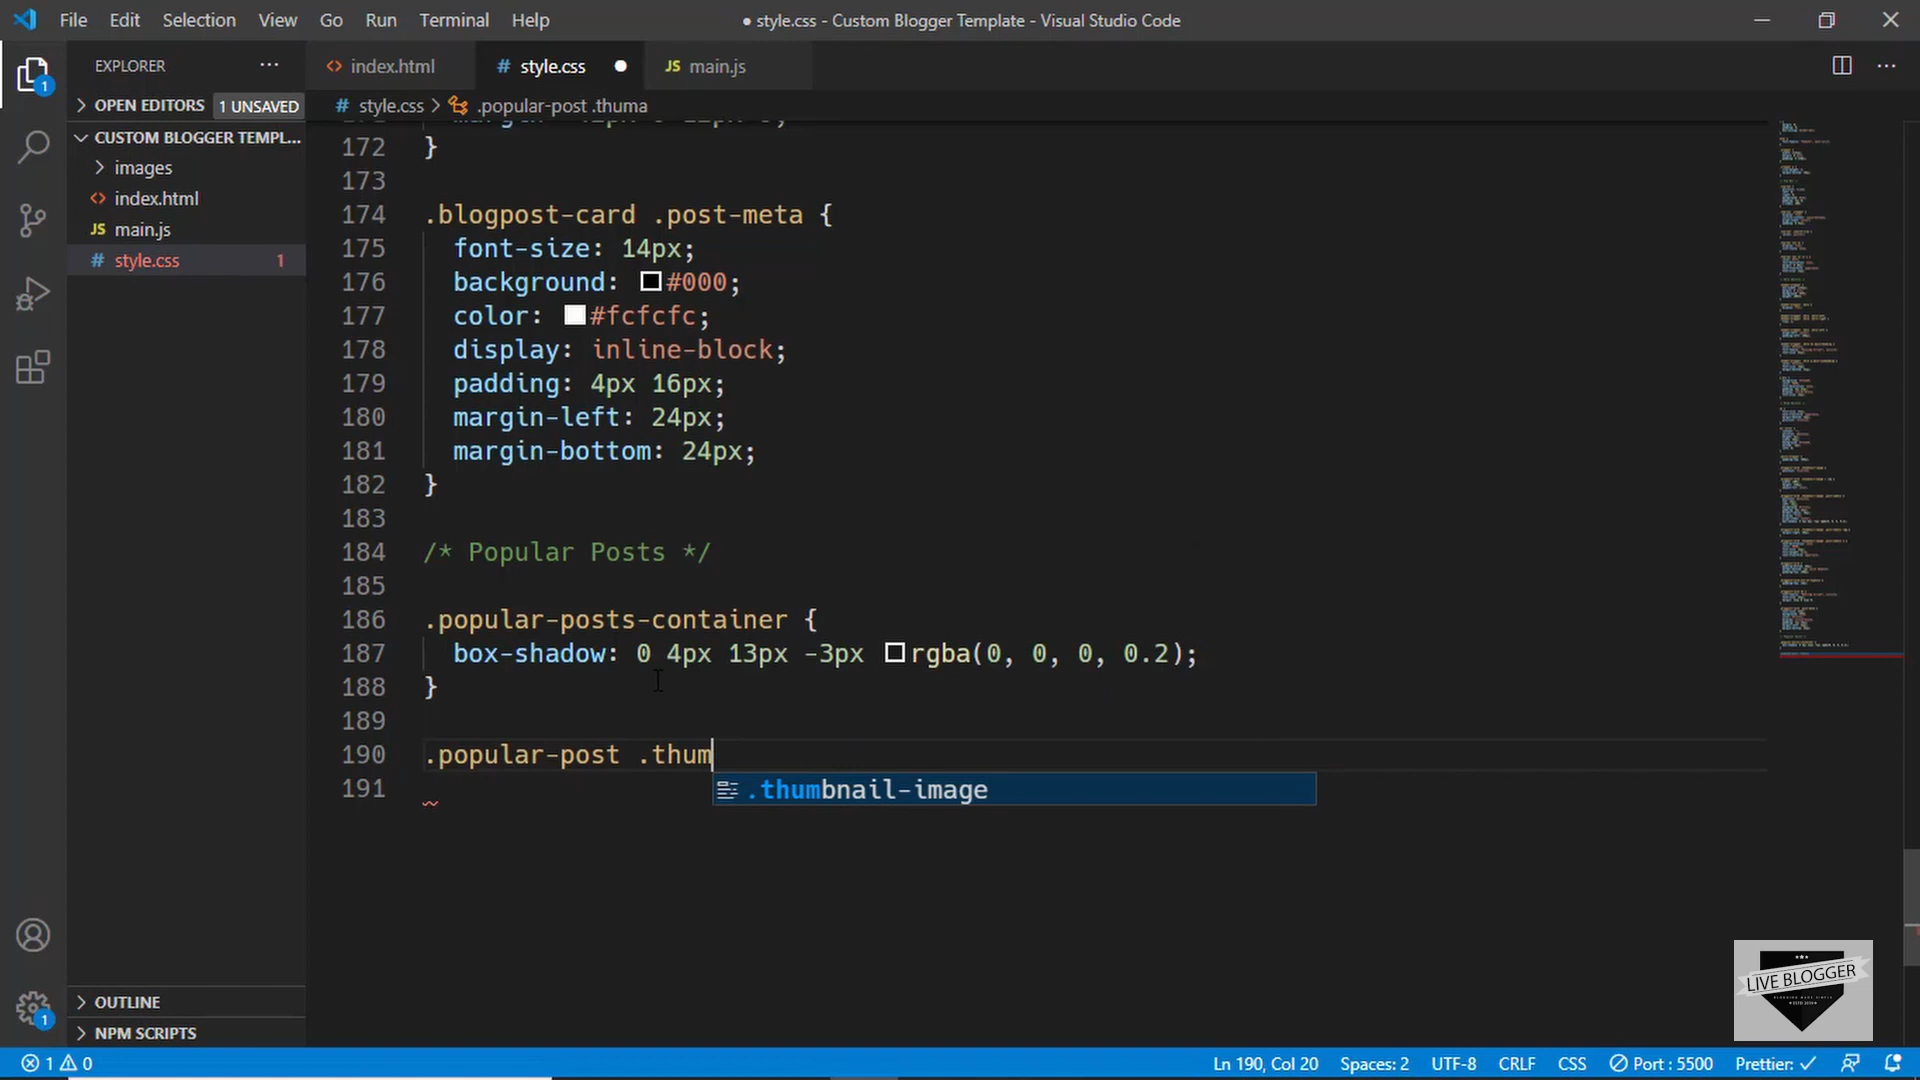 File Edit Selection View Go Run Terminal Help
● style.css - Custom Blogger Template - Visual Studio Code
EXPLORER
<> index.html
# style.css ●
JS main.js
OPEN EDITORS 1 UNSAVED
# style.css > .popular-post .thuma
CUSTOM BLOGGER TEMPL...
images
<> index.html
JS main.js
# style.css 1
172 }
173
174 .blogpost-card .post-meta {
175 font-size: 14px;
176 background: #000;
177 color: #fcfcfc;
178 display: inline-block;
179 padding: 4px 16px;
180 margin-left: 24px;
181 margin-bottom: 24px;
182 }
183
184 /* Popular Posts */
185
186 .popular-posts-container {
187 box-shadow: 0 4px 13px -3px rgba(0, 0, 0, 0.2);
188 }
189
190 .popular-post .thum
191
.thumbnail-image
1
1
OUTLINE
NPM SCRIPTS
LIVE BLOGGER
1 0
Ln 190, Col 20 Spaces: 2 UTF-8 CRLF CSS Port : 5500 Prettier: ✓